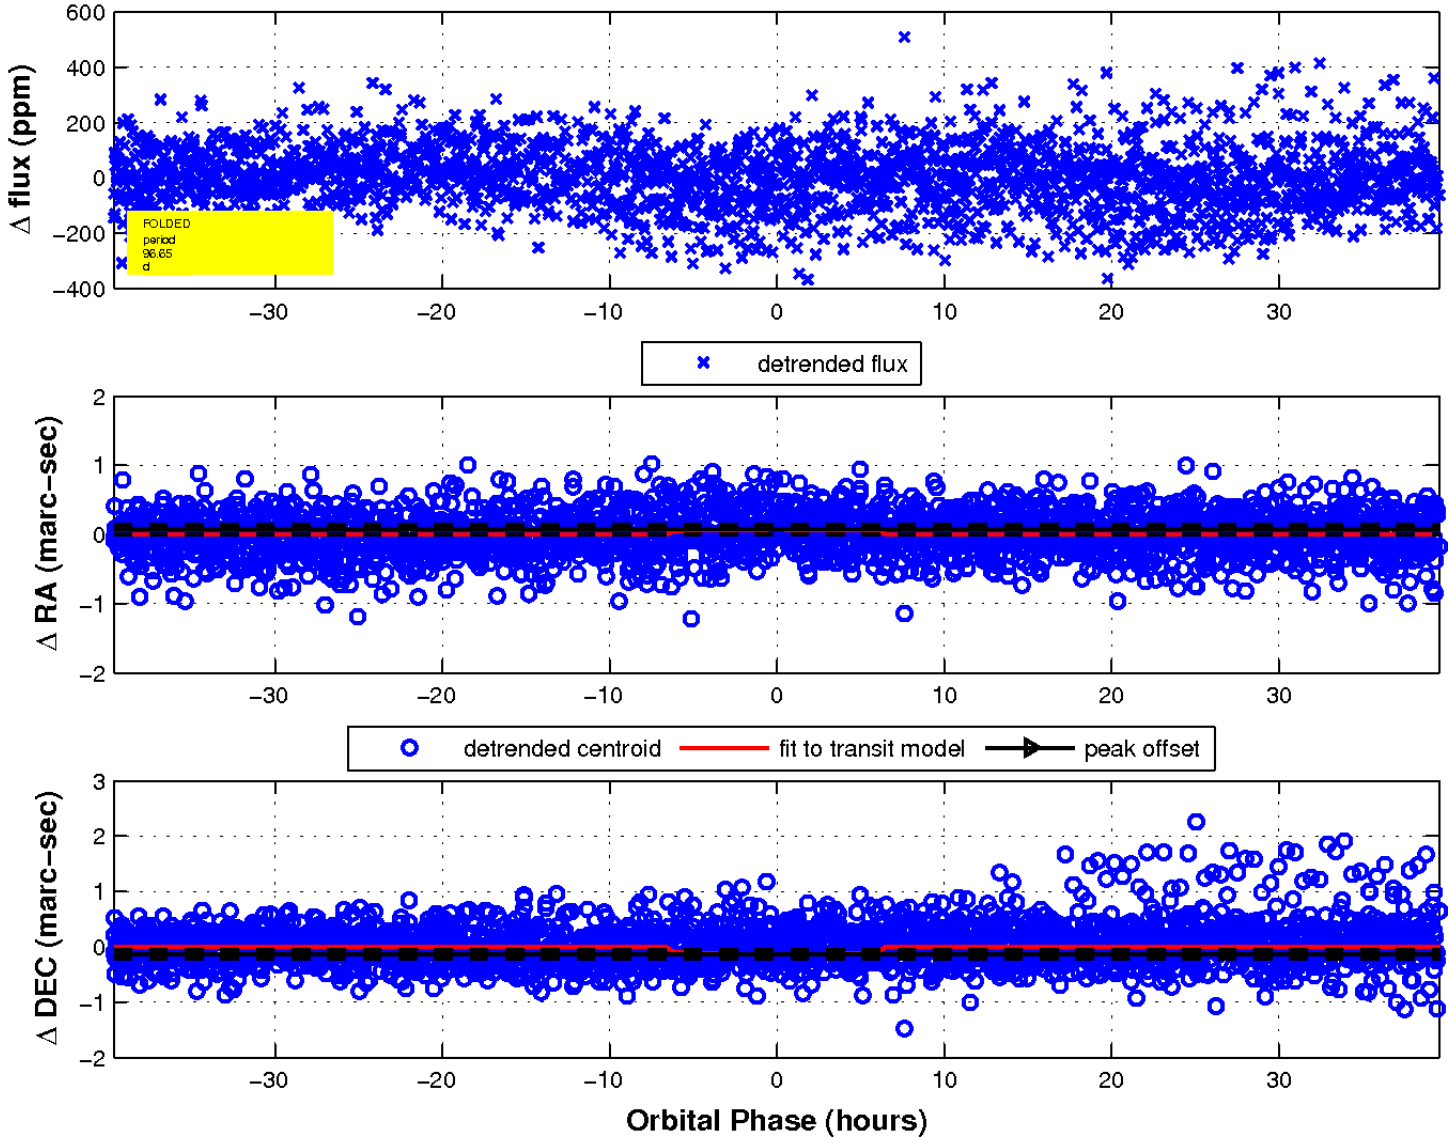 600
400
200
0
−200
−400
Δ flux (ppm)
FOLDED
period
96.65
d
−30 −20 −10 0 10 20 30
detrended flux
2
1
0
−1
−2
Δ RA (marc−sec)
−30 −20 −10 0 10 20 30
detrended centroid fit to transit model peak offset
3
2
1
0
−1
−2
Δ DEC (marc−sec)
−30 −20 −10 0 10 20 30
Orbital Phase (hours)